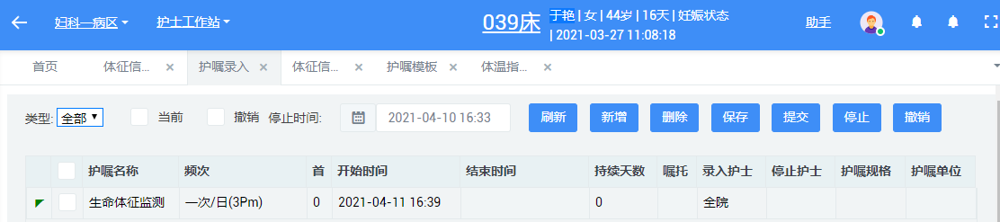 妇科一病区 护士工作站 039床 于艳 | 女 | 44岁 | 16天 | 妊娠状态 助手
| 2021-03-27 11:08:18
首页 体征信... × 护嘱录入 × 体征信... × 护嘱模板 × 体温指... ×
类型: 全部 当前 撤销 停止时间: 2021-04-10 16:33 刷新 新增 删除 保存 提交 停止 撤销
护嘱名称 频次 首 开始时间 结束时间 持续天数 嘱托 录入护士 停止护士 护嘱规格 护嘱单位
生命体征监测 一次/日(3Pm) 0 2021-04-11 16:39 0 全院